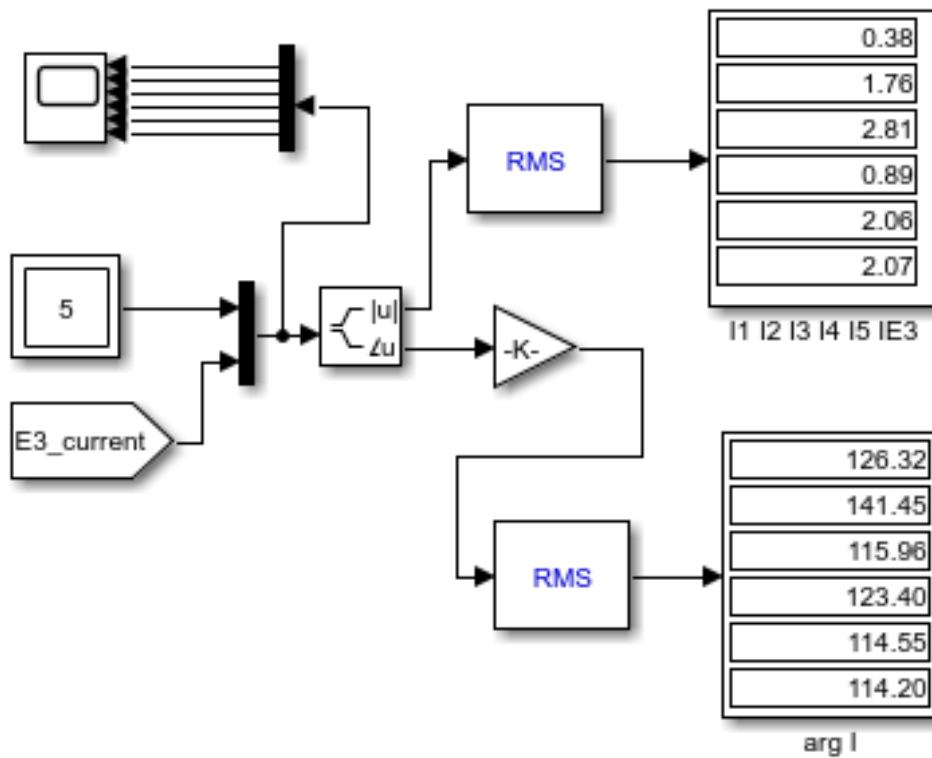 0.38
1.76
2.81
0.89
2.06
2.07
I1 I2 I3 I4 I5 IE3
RMS
5
|u|
∠u
-K-
E3_current
RMS
126.32
141.45
115.96
123.40
114.55
114.20
arg I